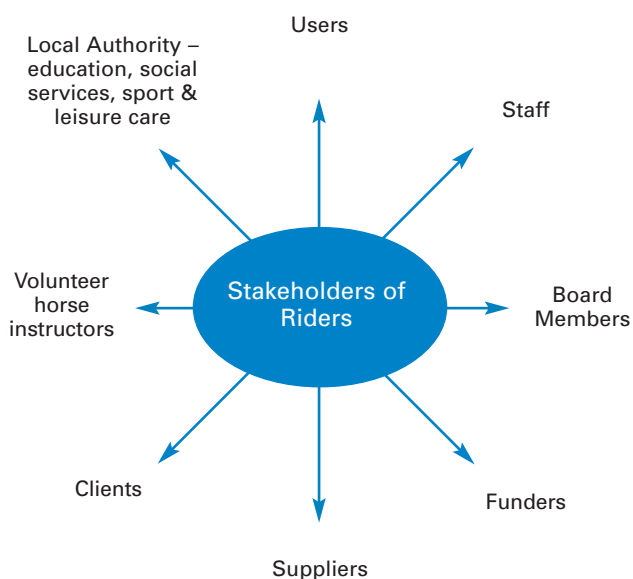 Users
Local Authority –
education, social
services, sport &
leisure care
Staff
Stakeholders of
Riders
Volunteer
horse
instructors
Board
Members
Clients
Funders
Suppliers